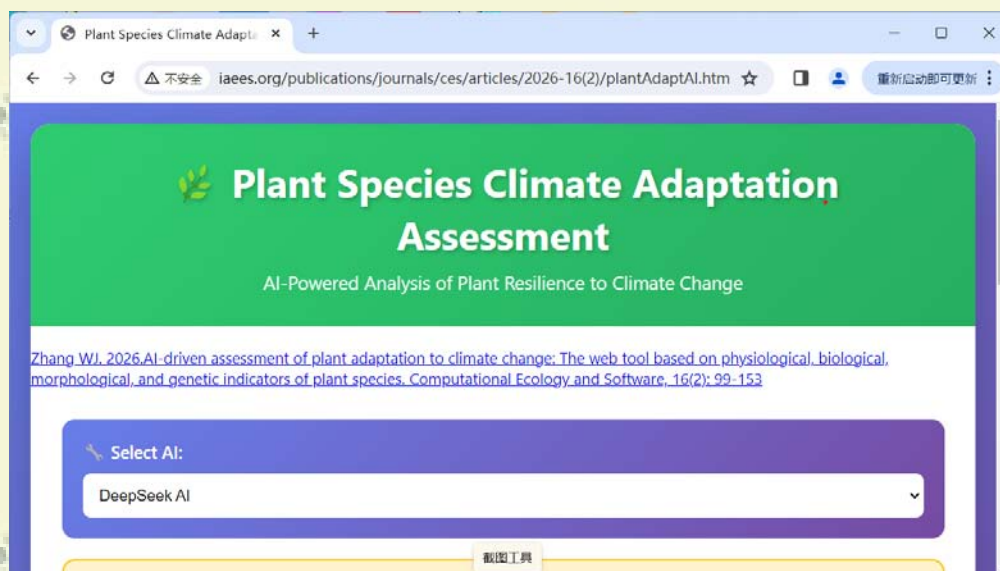 Plant Species Climate Adapta
不安全
iaees.org/publications/journals/ces/articles/2026-16(2)/plantAdaptAI.htm
重新启动即可更新
Plant Species Climate Adaptation
Assessment
AI-Powered Analysis of Plant Resilience to Climate Change
Zhang WJ. 2026.AI-driven assessment of plant adaptation to climate change: The web tool based on physiological, biological,
morphological, and genetic indicators of plant species. Computational Ecology and Software, 16(2): 99-153
Select AI:
DeepSeek AI
截图工具